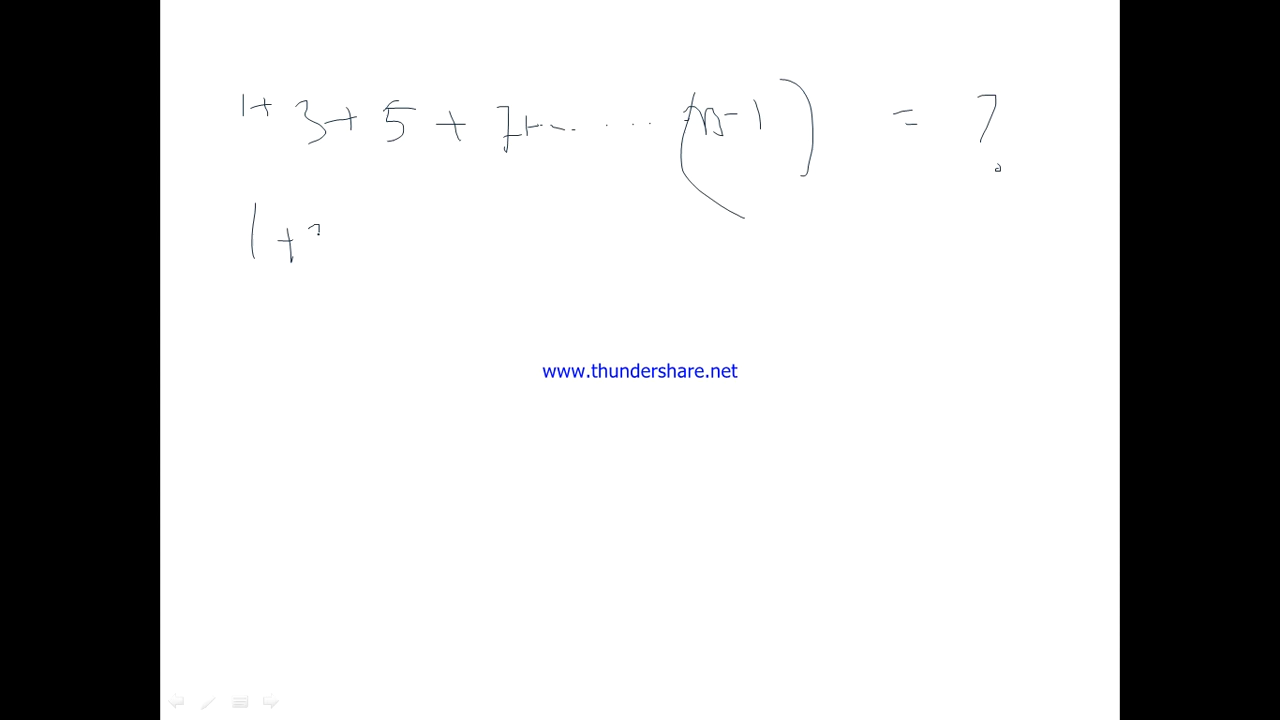 1 + 3 + 5 + 7 + ... ... (2n-1) = ?
1 +
www.thundershare.net